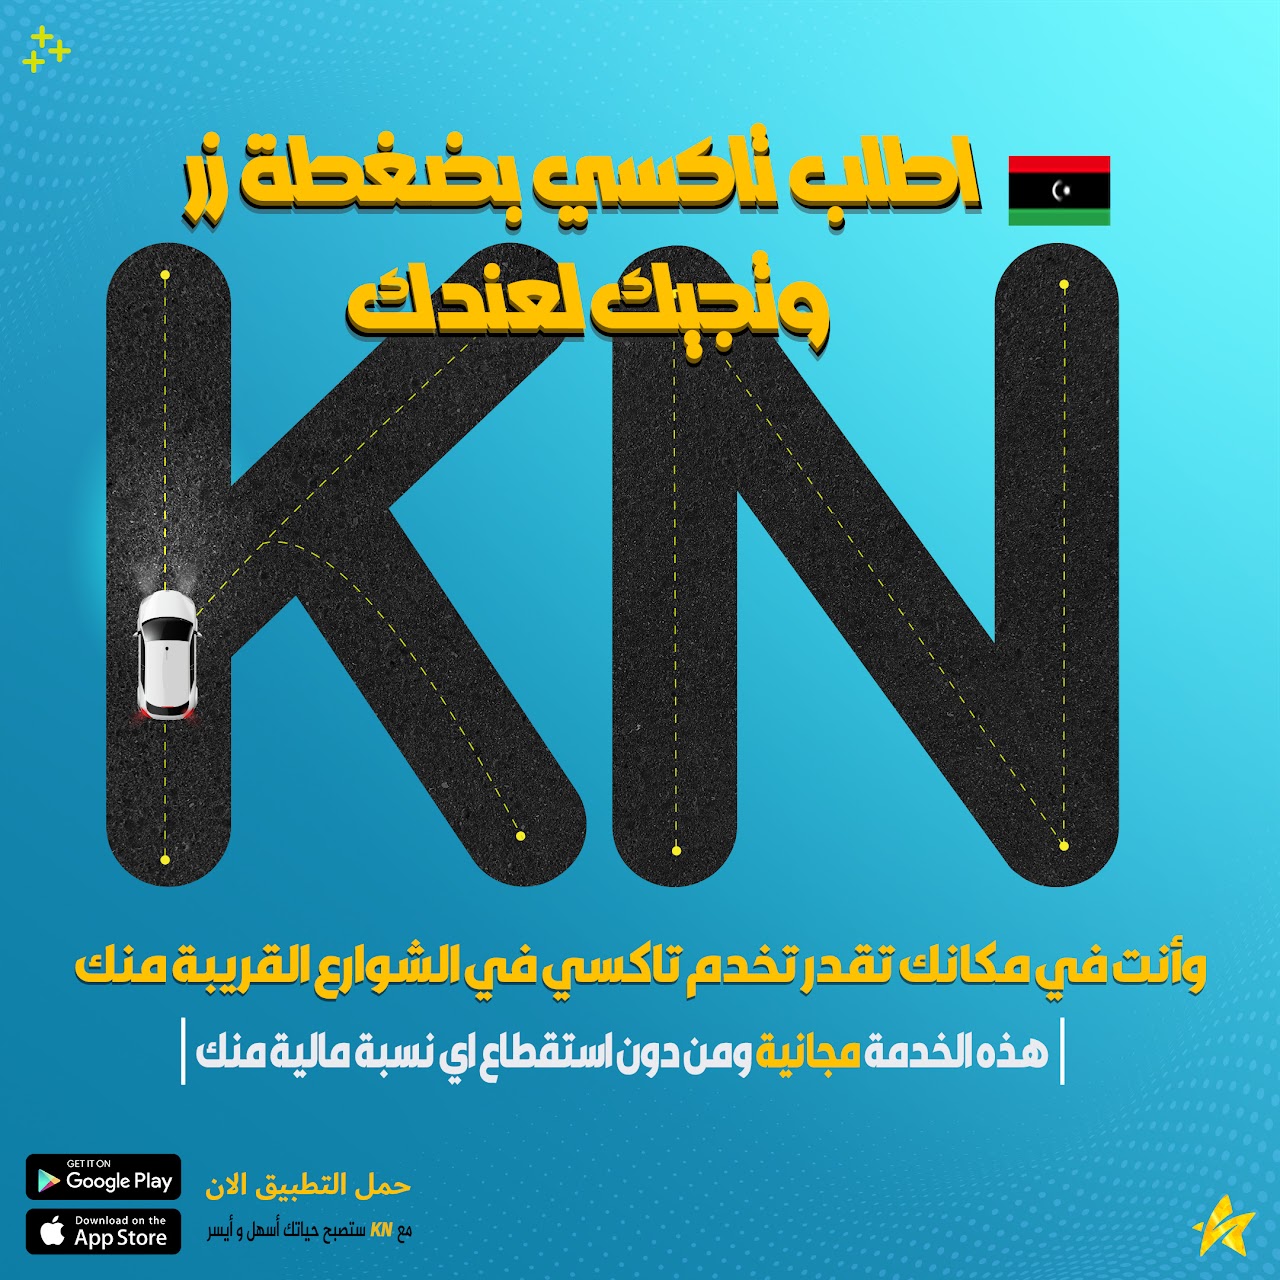 اطلب تاكسي بضغطة زر
وتجيك لعندك
KN
وأنت في مكانك تقدر تخدم تاكسي في الشوارع القريبة منك
| هذه الخدمة مجانية ومن دون استقطاع اي نسبة مالية منك |
GET IT ON
Google Play
حمل التطبيق الان
Download on the
App Store
مع KN ستصبح حياتك أسهل و أيسر